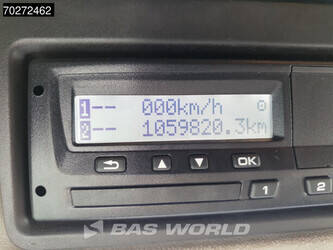 70272462
1-- 000km/h
2-- 1059820.3km
OK
1
2
BAS WORLD